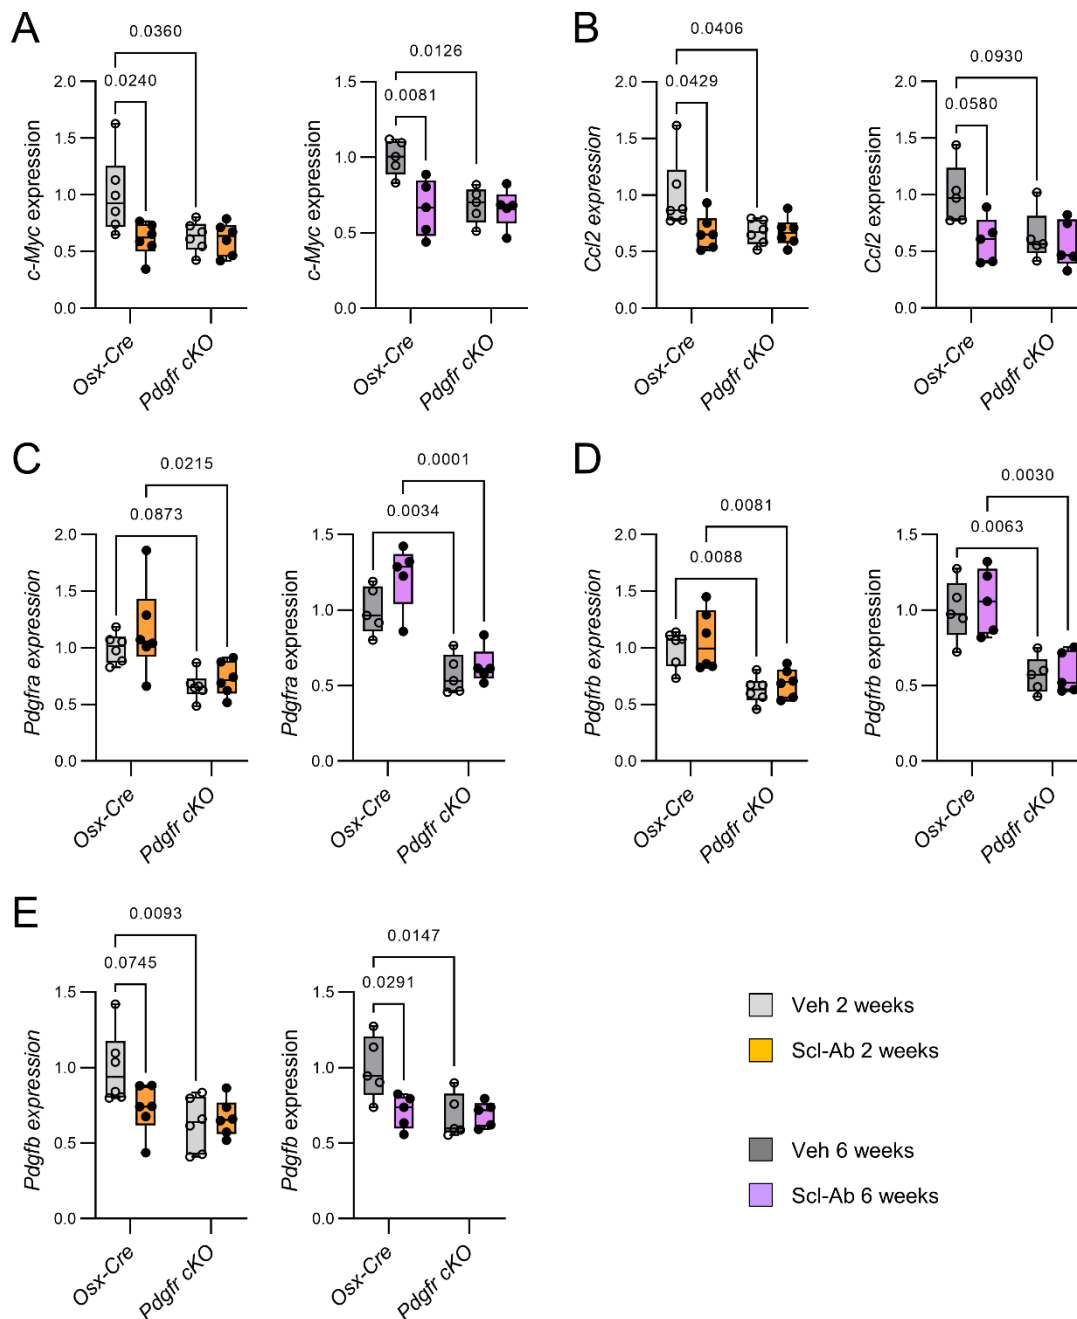 A
0.0360
0.0240
c-Myc expression
2.0
1.5
1.0
0.5
0.0
Osx-Cre
Pdgfr cKO
0.0126
0.0081
c-Myc expression
1.5
1.0
0.5
0.0
Osx-Cre
Pdgfr cKO
B
0.0406
0.0429
Ccl2 expression
2.0
1.5
1.0
0.5
0.0
Osx-Cre
Pdgfr cKO
0.0930
0.0580
Ccl2 expression
2.0
1.5
1.0
0.5
0.0
Osx-Cre
Pdgfr cKO
C
0.0215
0.0873
Pdgfra expression
2.0
1.5
1.0
0.5
0.0
Osx-Cre
Pdgfr cKO
0.0001
0.0034
Pdgfra expression
1.5
1.0
0.5
0.0
Osx-Cre
Pdgfr cKO
D
0.0081
0.0088
Pdgfrb expression
2.0
1.5
1.0
0.5
0.0
Osx-Cre
Pdgfr cKO
0.0030
0.0063
Pdgfrb expression
1.5
1.0
0.5
0.0
Osx-Cre
Pdgfr cKO
E
0.0093
0.0745
Pdgfb expression
1.5
1.0
0.5
0.0
Osx-Cre
Pdgfr cKO
0.0147
0.0291
Pdgfb expression
1.5
1.0
0.5
0.0
Osx-Cre
Pdgfr cKO
Veh 2 weeks
Scl-Ab 2 weeks
Veh 6 weeks
Scl-Ab 6 weeks